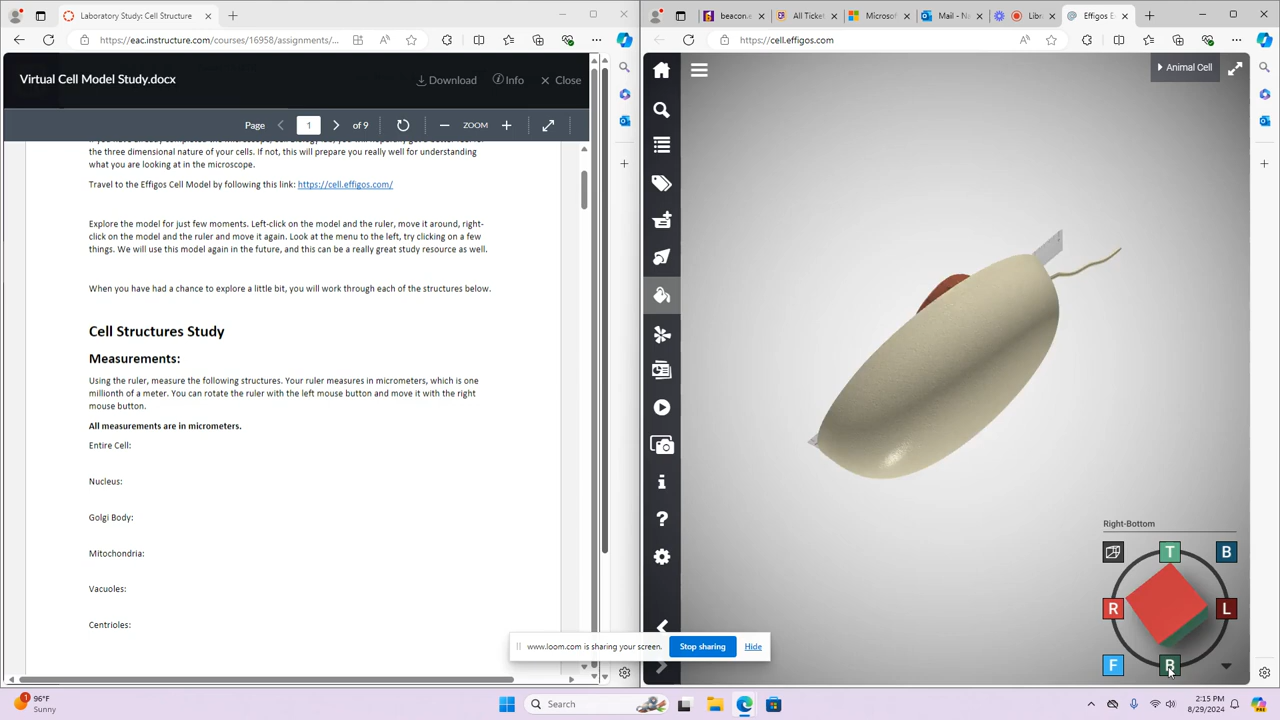 Laboratory Study: Cell Structure
https://eac.instructure.com/courses/16958/assignments/...
Virtual Cell Model Study.docx
Download
Info
Close
Page
1
of 9
ZOOM
the three dimensional nature of your cells. If not, this will prepare you really well for understanding
what you are looking at in the microscope.
Travel to the Effigos Cell Model by following this link: https://cell.effigos.com/
Explore the model for just few moments. Left-click on the model and the ruler, move it around, right-
click on the model and the ruler and move it again. Look at the menu to the left, try clicking on a few
things. We will use this model again in the future, and this can be a really great study resource as well.
When you have had a chance to explore a little bit, you will work through each of the structures below.
Cell Structures Study
Measurements:
Using the ruler, measure the following structures. Your ruler measures in micrometers, which is one
millionth of a meter. You can rotate the ruler with the left mouse button and move it with the right
mouse button.
All measurements are in micrometers.
Entire Cell:
Nucleus:
Golgi Body:
Mitochondria:
Vacuoles:
Centrioles:
beacon.
All Ticket
Microsof
Mail - N
Libr
Effigos E
https://cell.effigos.com
Animal Cell
Right-Bottom
T
B
R
L
F
www.loom.com is sharing your screen.
Stop sharing
Hide
96°F
Sunny
Search
2:15 PM
8/29/2024